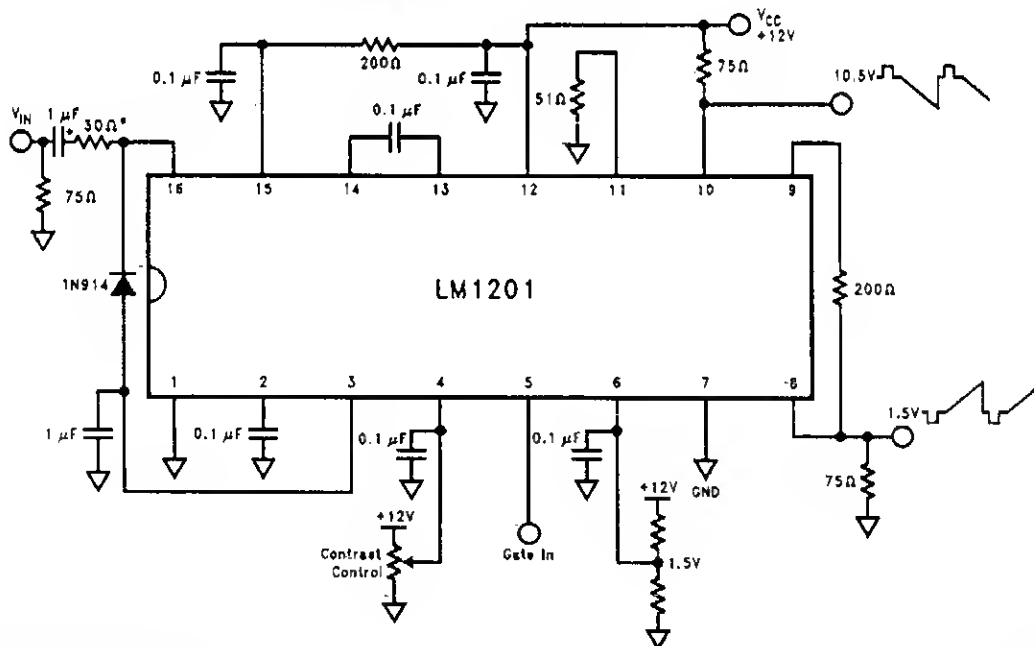 VCC
+12V
0.1 µF
200Ω
0.1 µF
51Ω
75Ω
10.5V
VIN
1 µF
+
30Ω*
0.1 µF
75Ω
16
15
14
13
12
11
10
9
1N914
LM1201
200Ω
1
2
3
4
5
6
7
8
1 µF
0.1 µF
0.1 µF
0.1 µF
1.5V
GND
75Ω
+12V
+12V
Contrast
Control
Gate In
1.5V